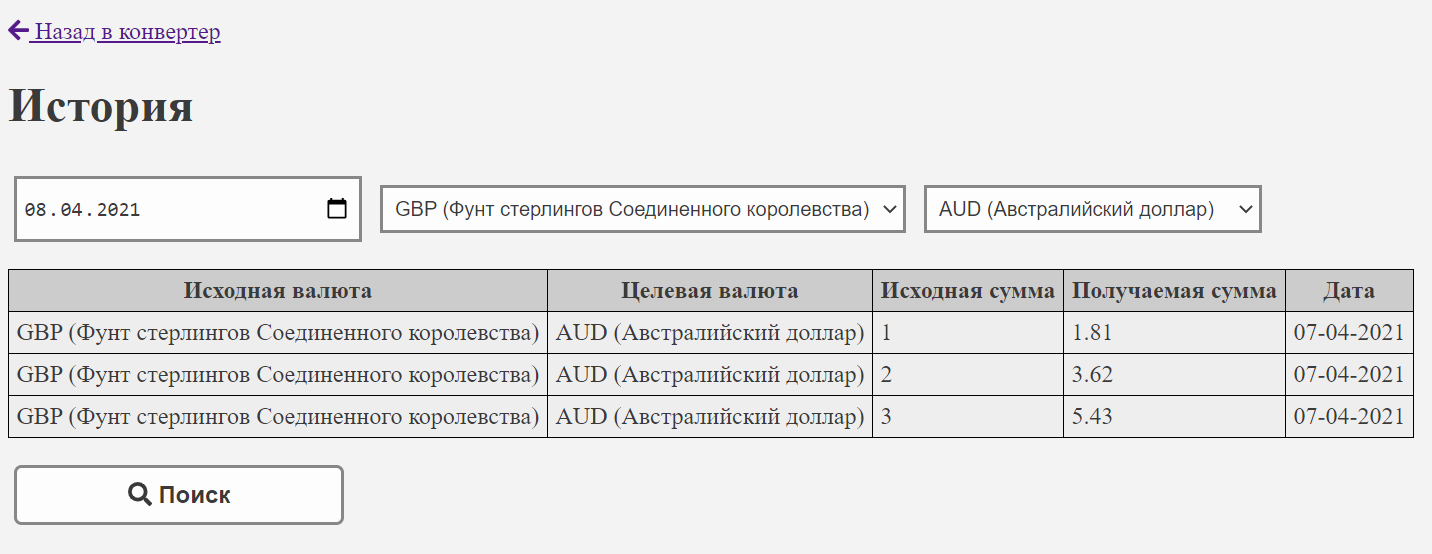 Назад в конвертер
История
08.04.2021 GBP (Фунт стерлингов Соединенного королевства) AUD (Австралийский доллар)
Исходная валюта Целевая валюта Исходная сумма Получаемая сумма Дата
GBP (Фунт стерлингов Соединенного королевства) AUD (Австралийский доллар) 1 1.81 07-04-2021
GBP (Фунт стерлингов Соединенного королевства) AUD (Австралийский доллар) 2 3.62 07-04-2021
GBP (Фунт стерлингов Соединенного королевства) AUD (Австралийский доллар) 3 5.43 07-04-2021
Поиск